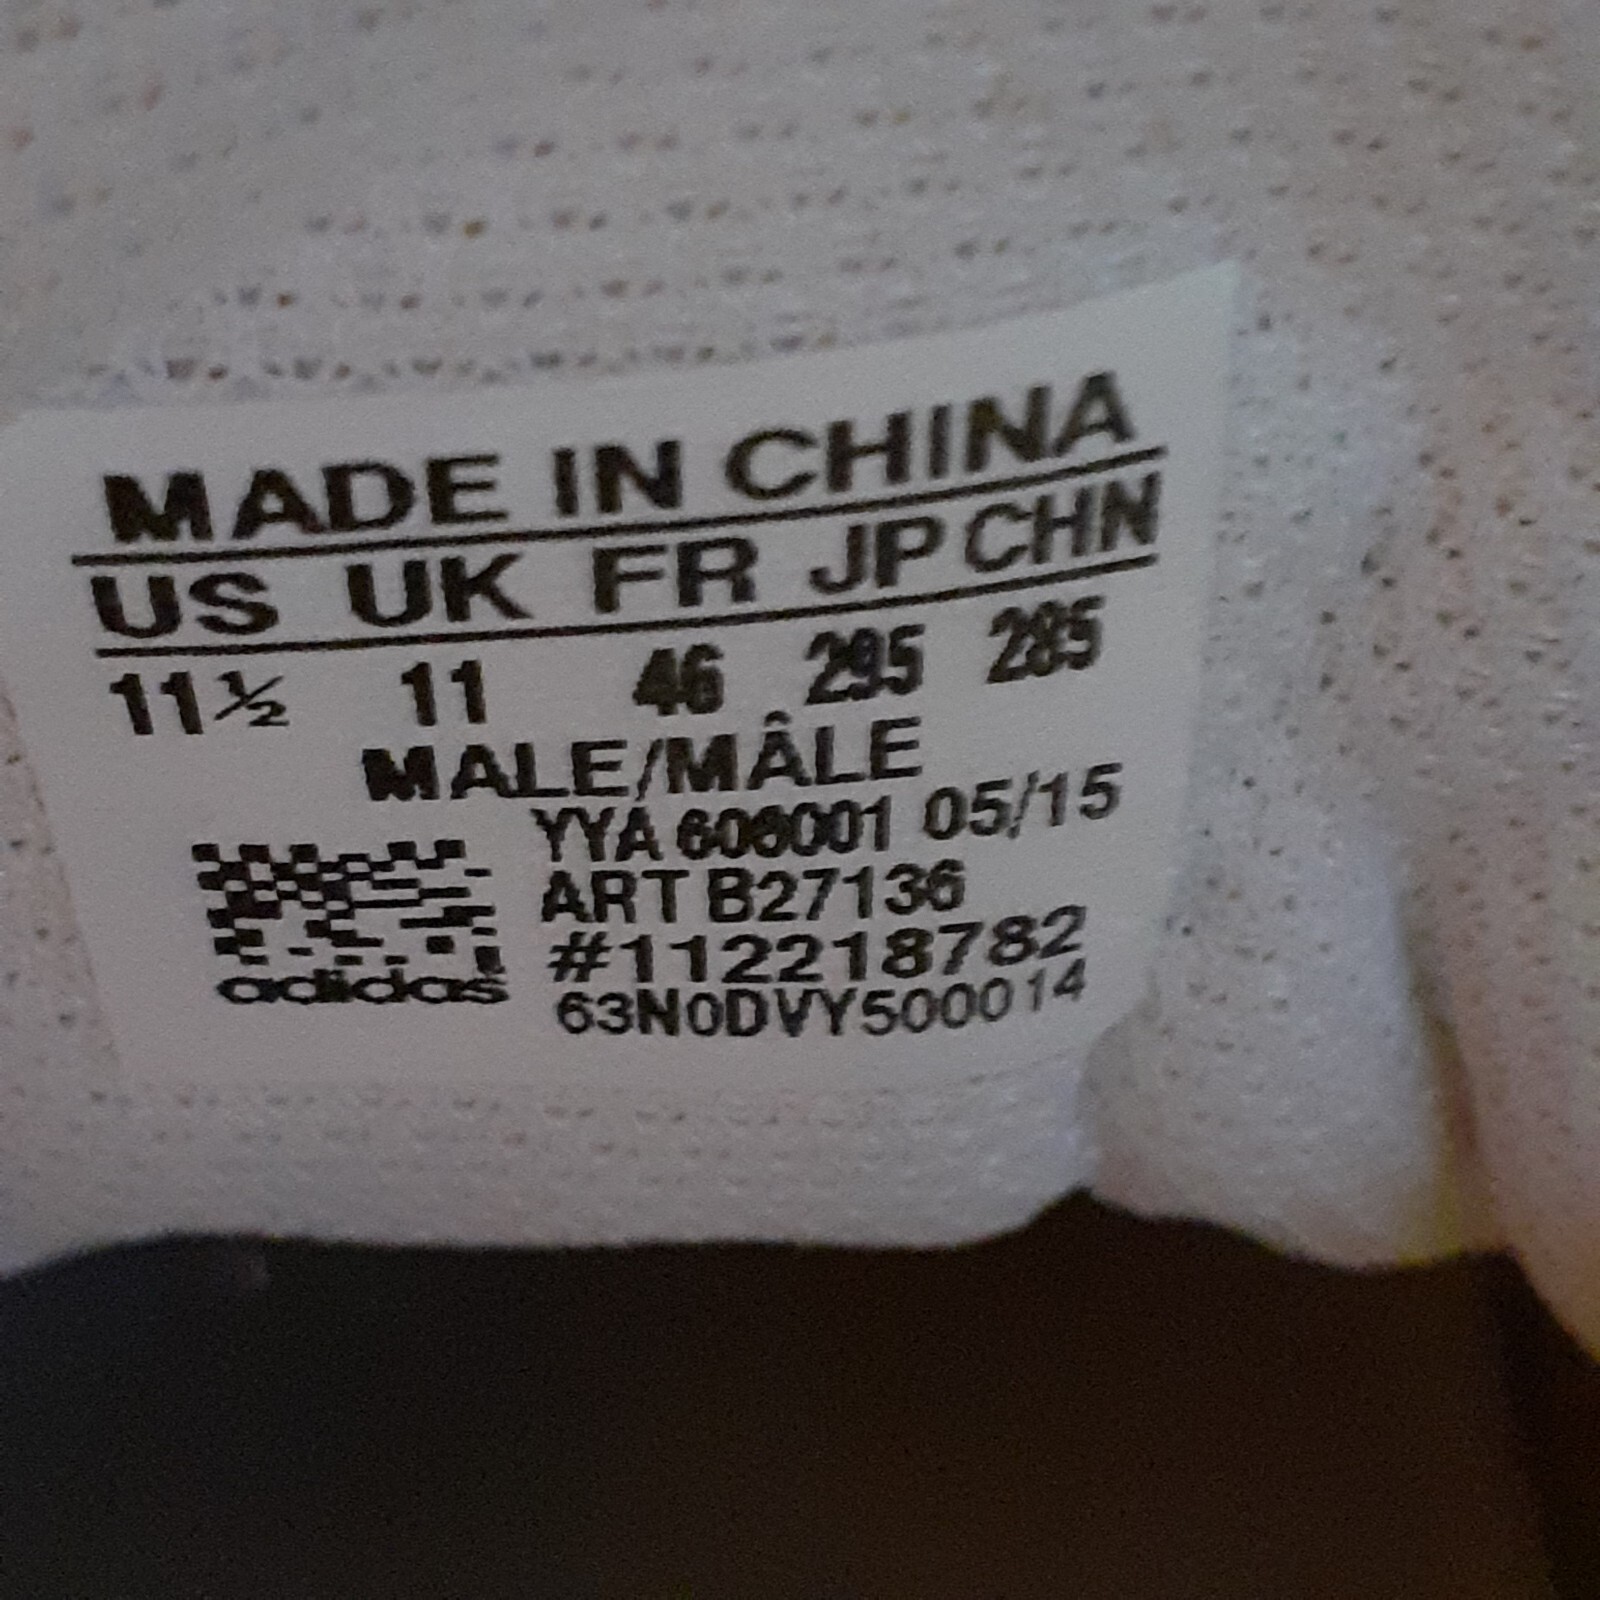 MADE IN CHINA
US UK FR JP CHN
11½ 11 46 295 285
MALE/MÂLE
YYA 606001 05/15
ART B27136
#112218782
63N0DVY500014
adidas